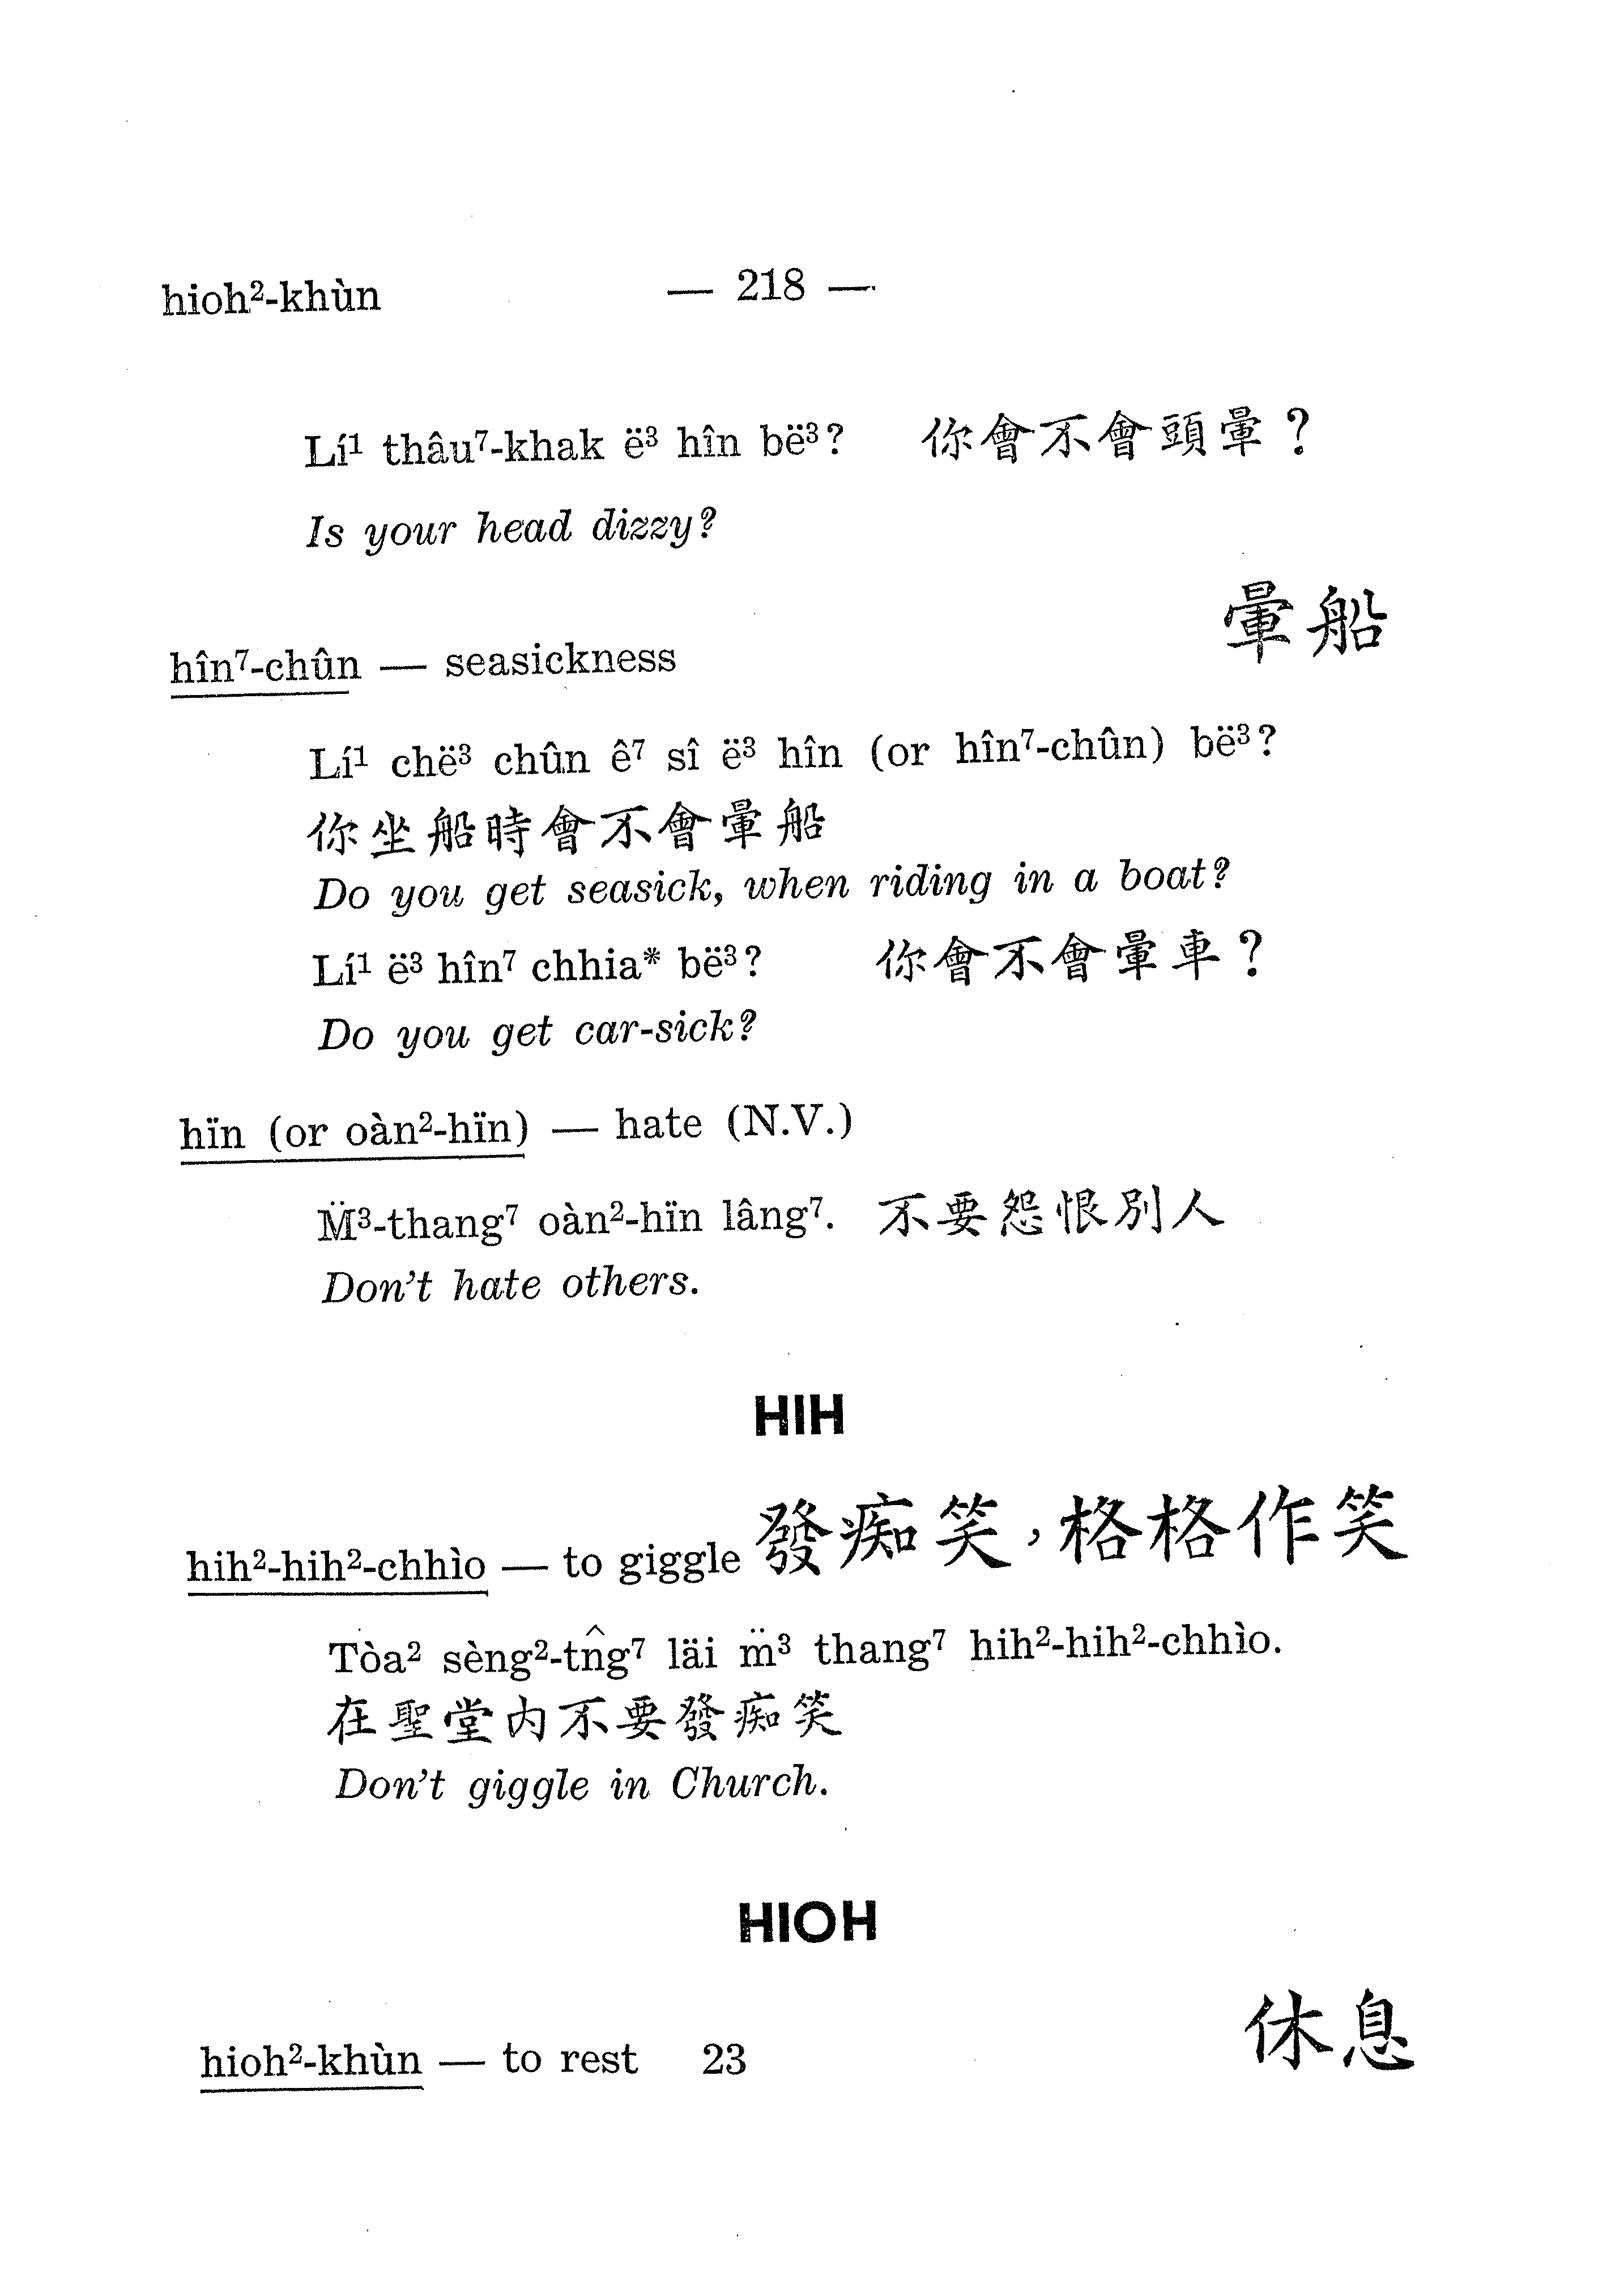 hioh²-khùn — 218 —
Lí¹ thâu⁷-khak ë³ hîn bë³? 你會不會頭暈？
Is your head dizzy?
暈船
hîn⁷-chûn — seasickness
Lí¹ chë³ chûn ê⁷ sî ë³ hîn (or hîn⁷-chûn) bë³?
你坐船時會不會暈船
Do you get seasick, when riding in a boat?
Lí¹ ë³ hîn⁷ chhia* bë³? 你會不會暈車？
Do you get car-sick?
hïn (or oàn²-hïn) — hate (N.V.)
M̈³-thang⁷ oàn²-hïn lâng⁷. 不要怨恨別人
Don't hate others.
HIH
hih²-hih²-chhìo — to giggle 發痴笑，格格作笑
Tòa² sèng²-tn̂g⁷ läi m̈³ thang⁷ hih²-hih²-chhìo.
在聖堂內不要發痴笑
Don't giggle in Church.
HIOH
hioh²-khùn — to rest 23 休息